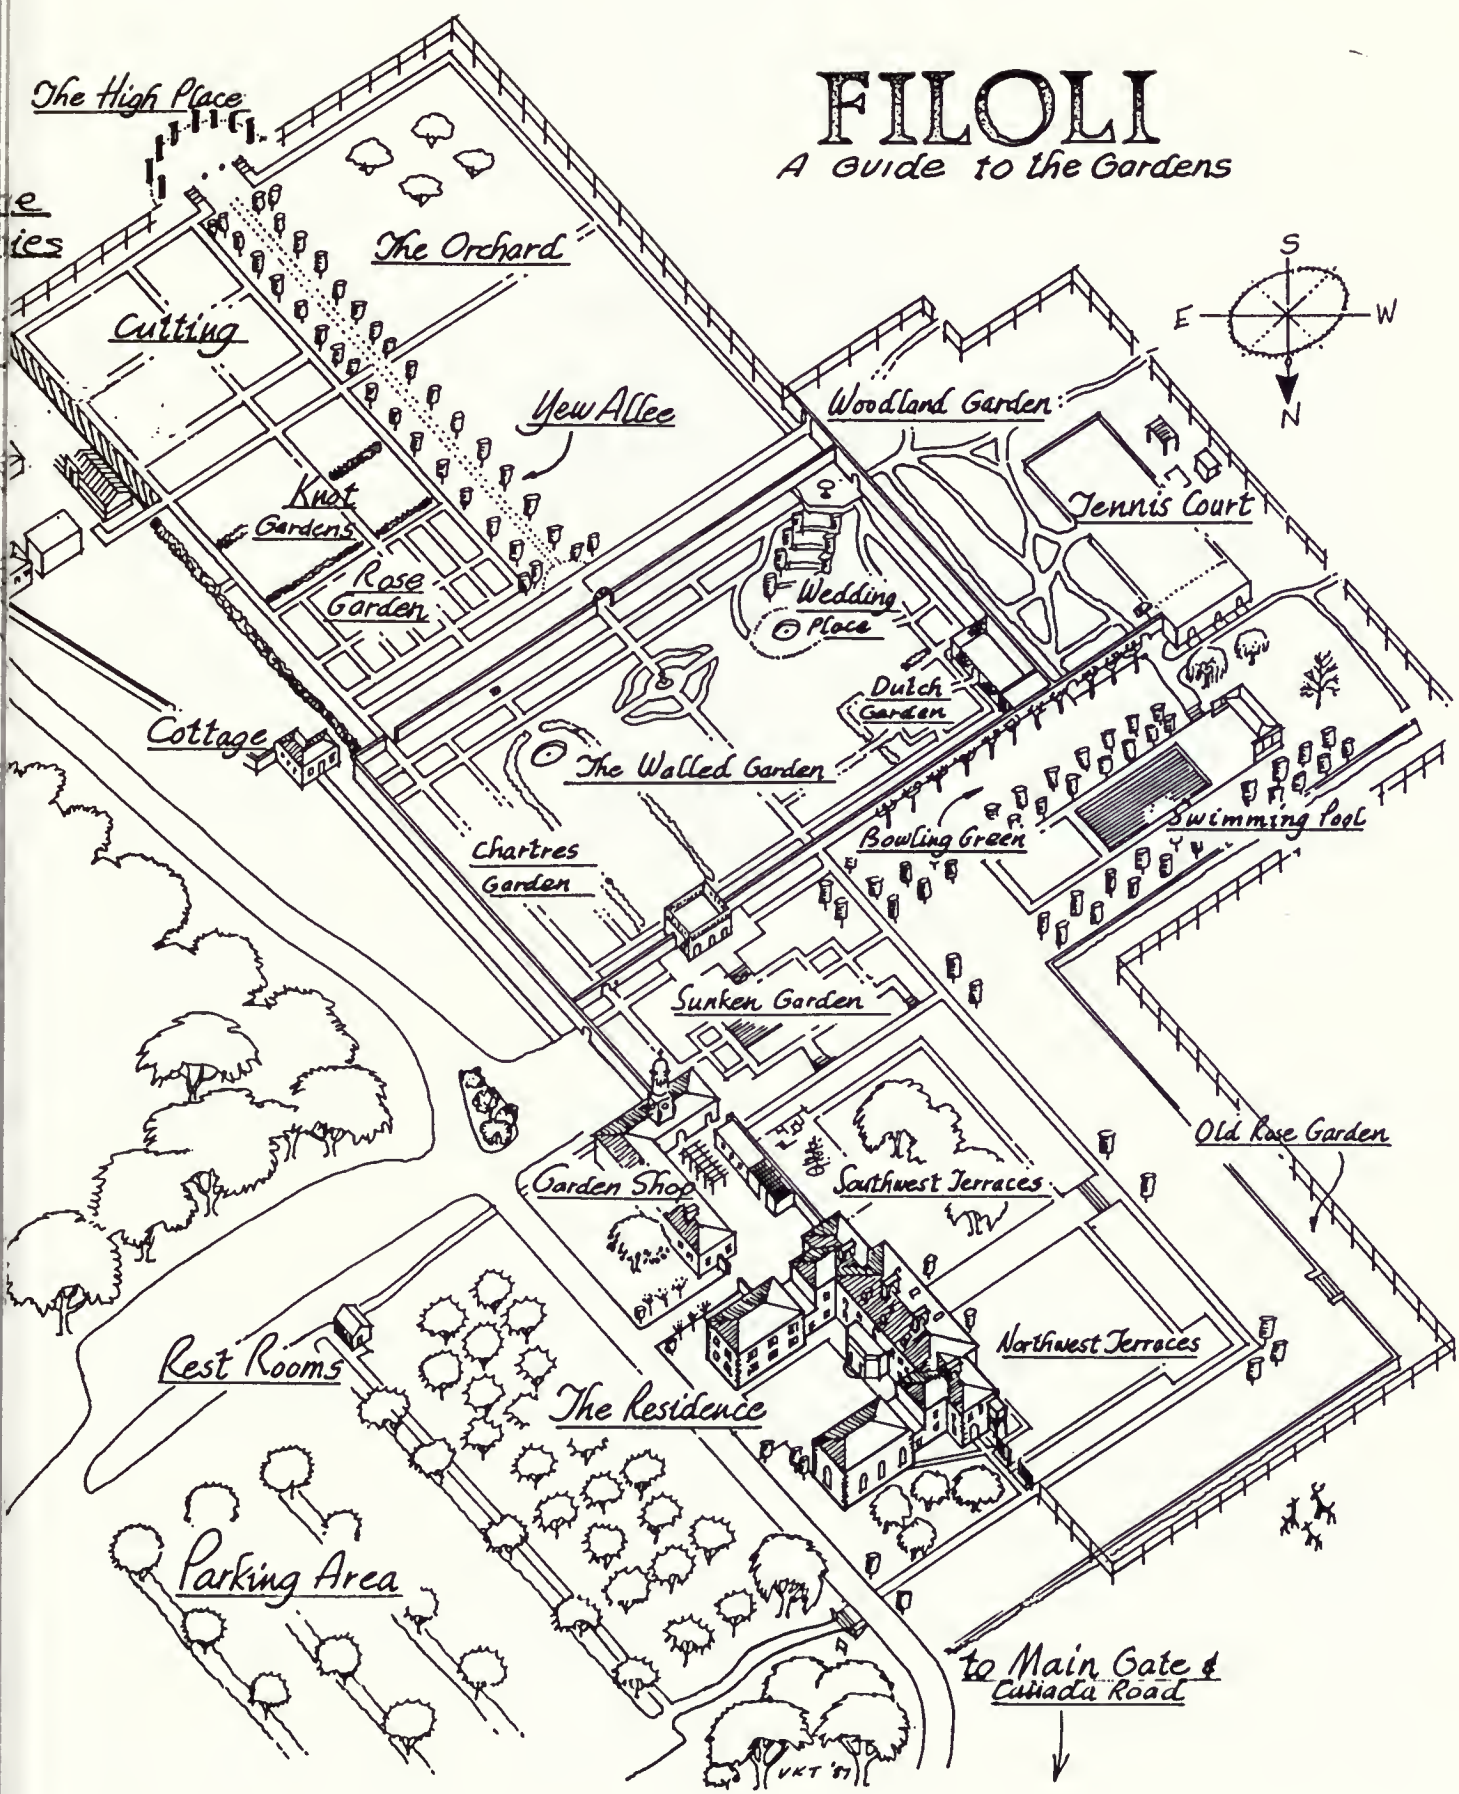 FILOLI
A Guide to the Gardens
The High Place
The Orchard
S
E
W
N
Cutting
Yew Allee
Woodland Garden
Tennis Court
Knot
Gardens
Rose
Garden
Wedding
Place
Dutch
Garden
Cottage
The Walled Garden
Bowling Green
Swimming Pool
Chartres
Garden
Sunken Garden
Old Rose Garden
Garden Shop
Southwest Terraces
Rest Rooms
Northwest Terraces
The Residence
Parking Area
to Main Gate &
Cañada Road
VKT '87